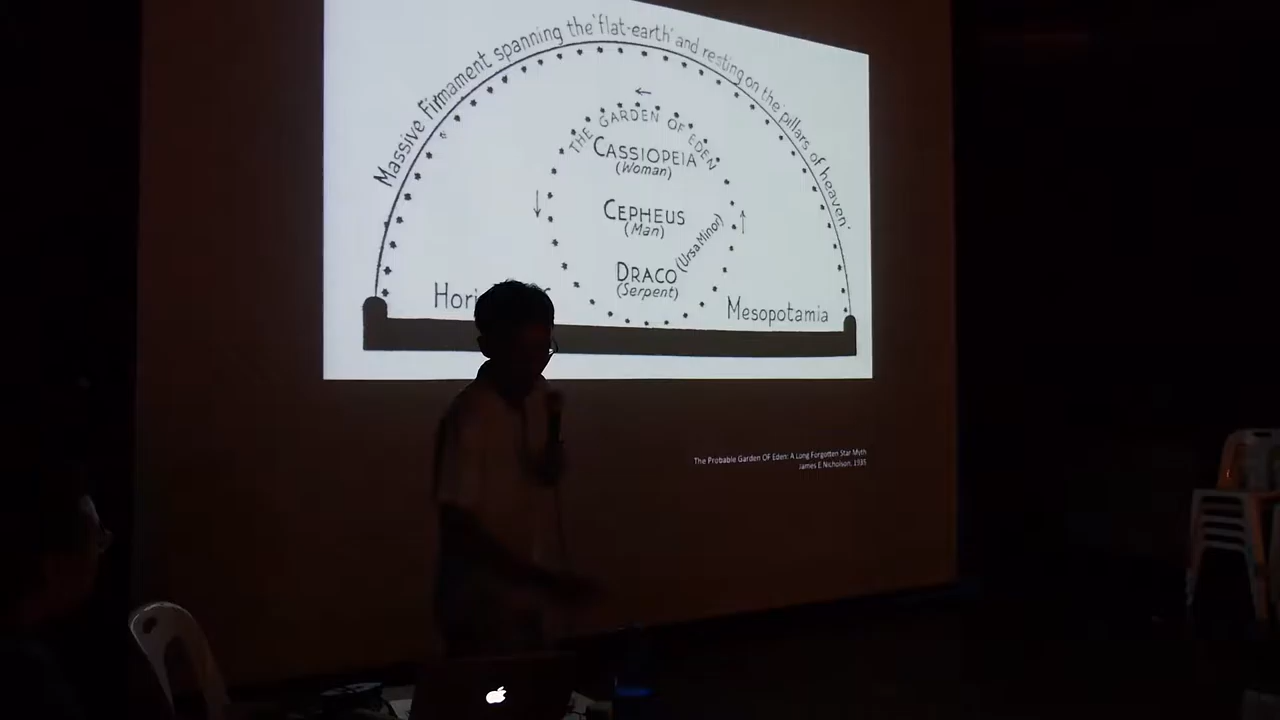 Massive Firmament spanning the 'flat-earth' and resting on the 'pillars of heaven'
THE GARDEN OF EDEN
CASSIOPEIA
(Woman)
CEPHEUS
(Man)
(Ursa Minor)
DRACO
(Serpent)
Mesopotamia
The Probable Garden OF Eden: A Long Forgotten Star Myth
James E Nicholson, 1935